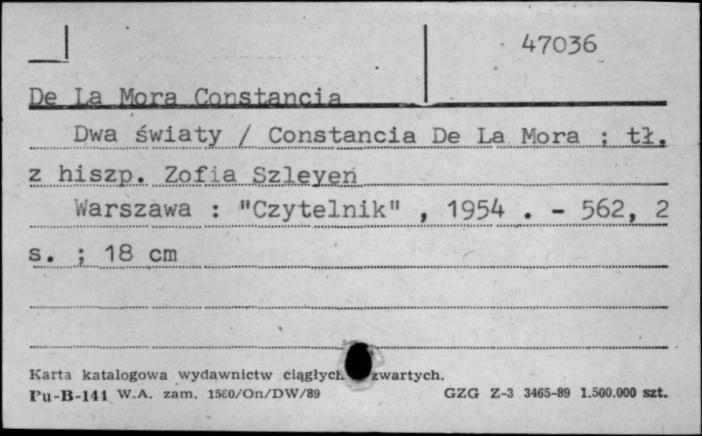 47036
De La Mora Constancia
Dwa światy / Constancia De La Mora ; tł.
z hiszp. Zofia Szleyen
Warszawa : "Czytelnik" , 1954 . - 562, 2
s. ; 18 cm
Karta katalogowa wydawnictw ciągłych zwartych.
Pu-B-144 W.A. zam. 1560/On/DW/89 GZG Z-3 3465-89 1.500.000 szt.